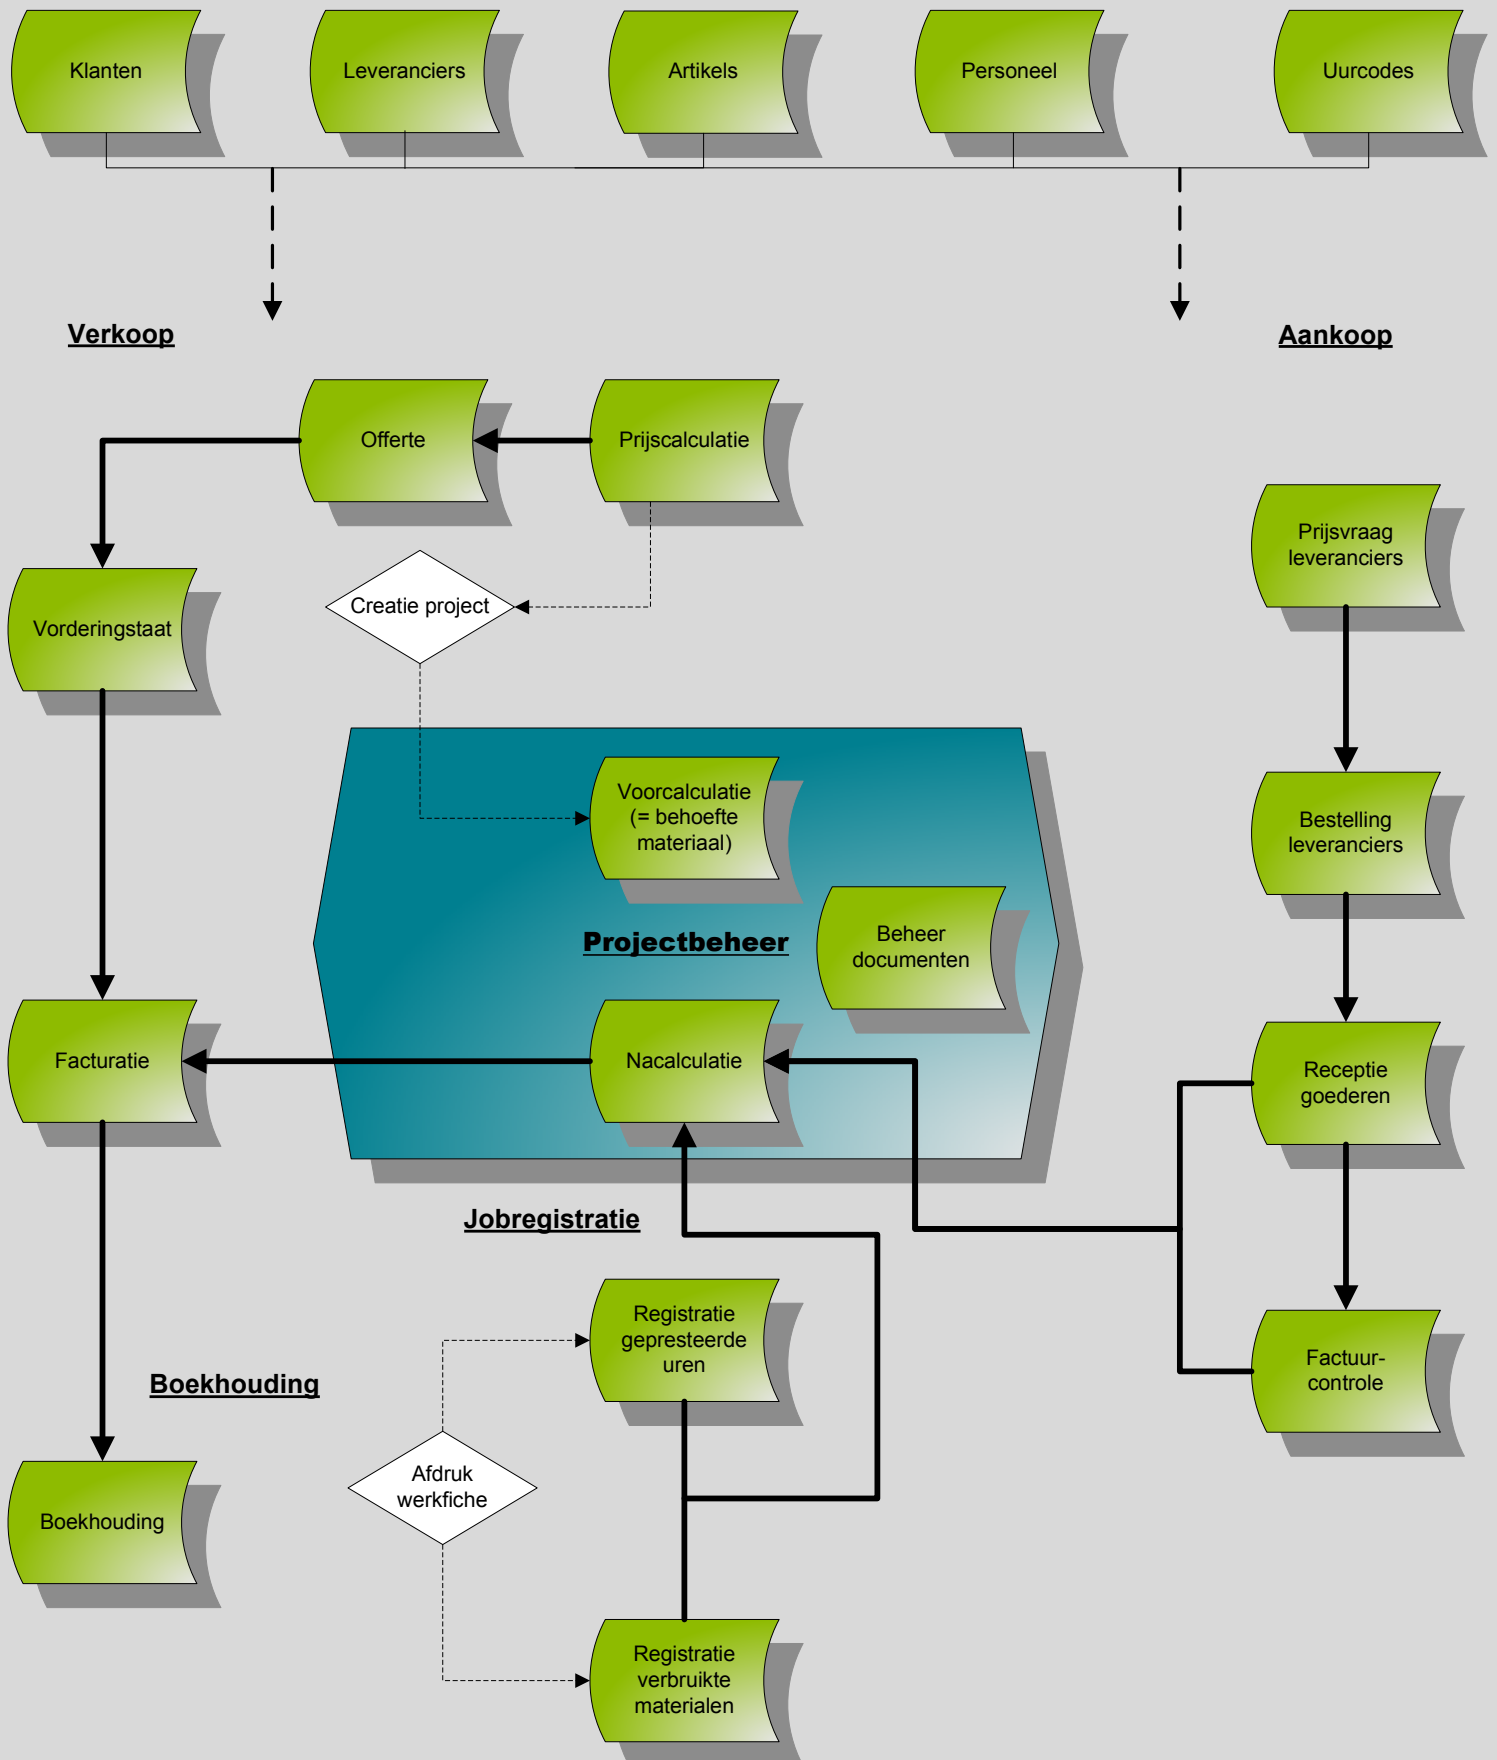 Klanten
Leveranciers
Artikels
Personeel
Uurcodes
Verkoop
Aankoop
Offerte
Prijscalculatie
Prijsvraag
leveranciers
Creatie project
Vorderingstaat
Voorcalculatie
(= behoefte
materiaal)
Bestelling
leveranciers
Projectbeheer
Beheer
documenten
Facturatie
Nacalculatie
Receptie
goederen
Jobregistratie
Registratie
gepresteerde
uren
Factuur-
controle
Boekhouding
Afdruk
werkfiche
Boekhouding
Registratie
verbruikte
materialen